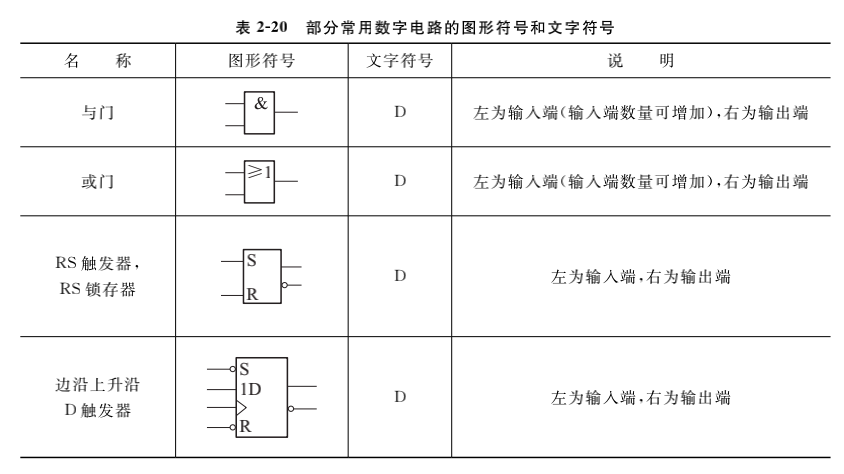 表 2-20 部分常用数字电路的图形符号和文字符号
名 称 图形符号 文字符号 说 明
与门 & D 左为输入端(输入端数量可增加),右为输出端
或门 ≥1 D 左为输入端(输入端数量可增加),右为输出端
RS 触发器,
RS 锁存器
S
R
D
左为输入端,右为输出端
边沿上升沿
D 触发器
S
1D
R
D
左为输入端,右为输出端